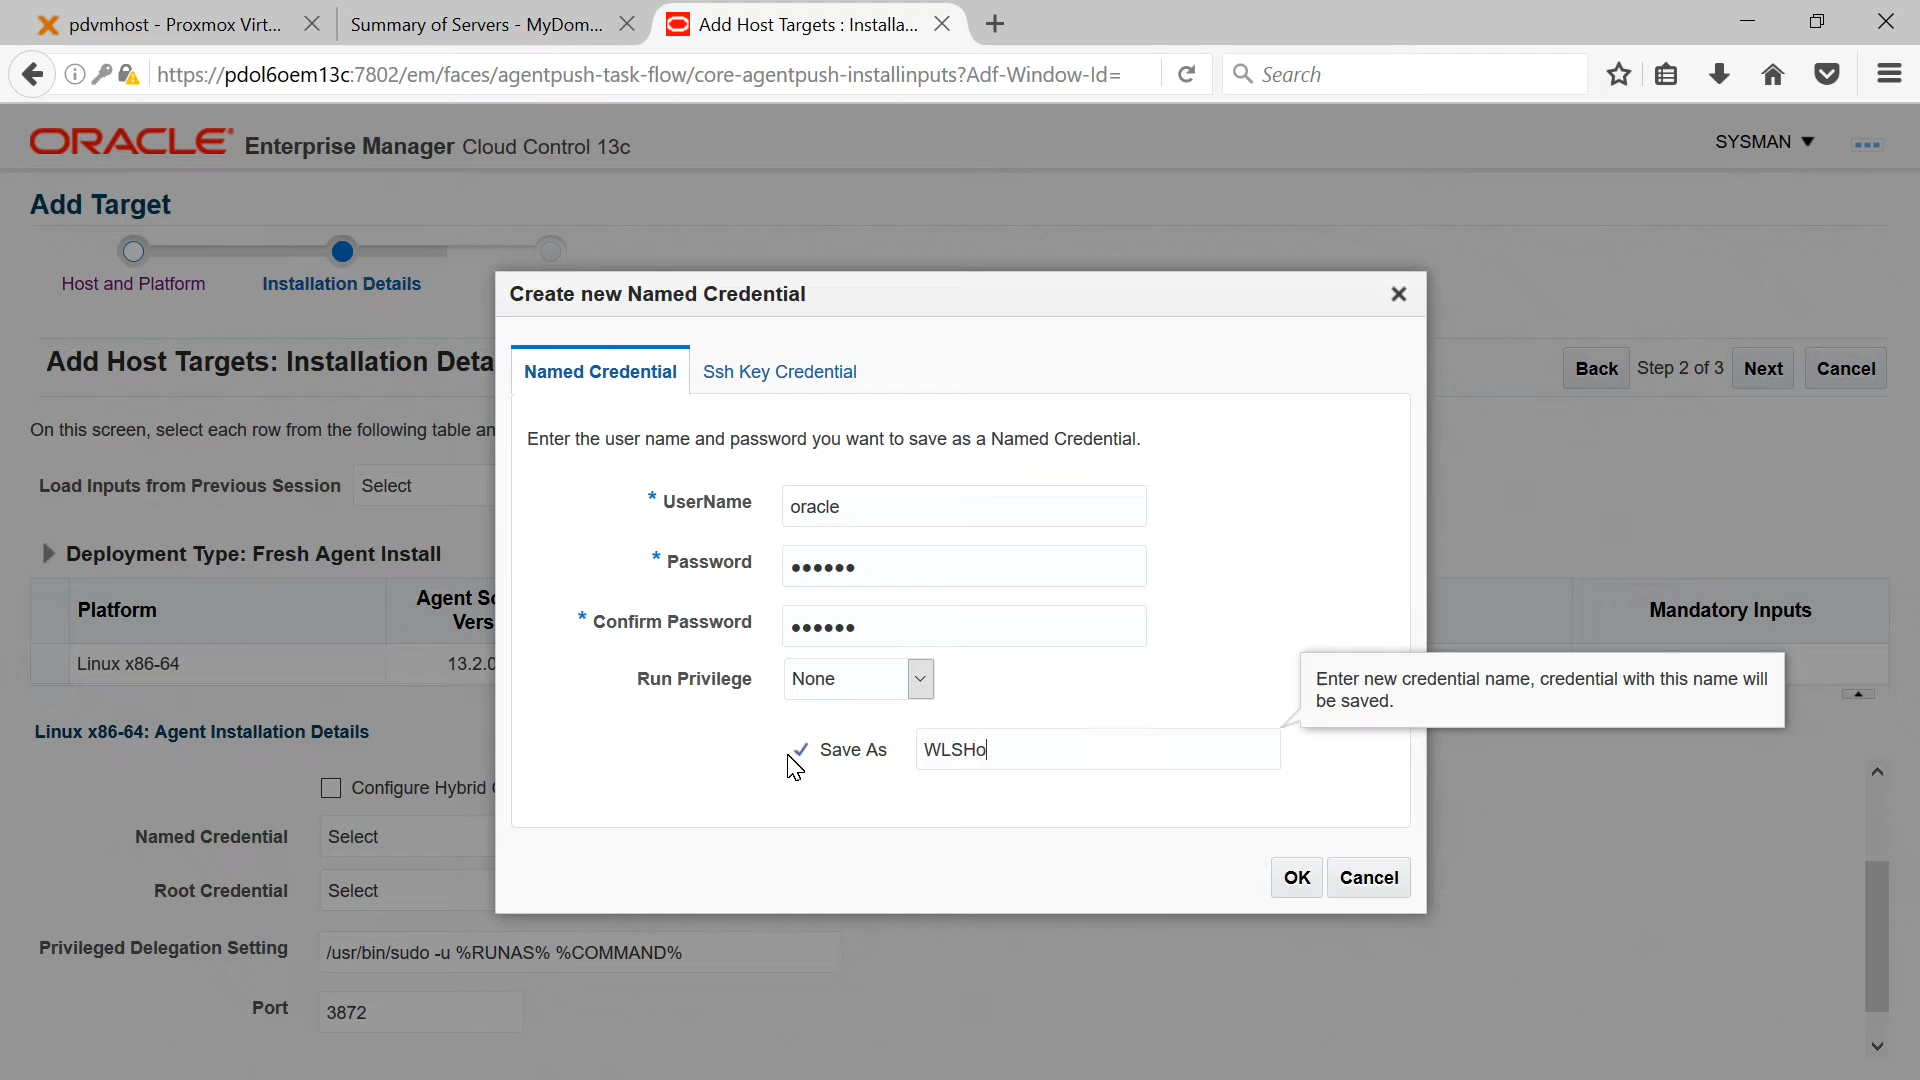 pdvmhost - Proxmox Virt...
Summary of Servers - MyDom...
Add Host Targets : Installa...
https://pdol6oem13c:7802/em/faces/agentpush-task-flow/core-agentpush-installinputs?Adf-Window-Id=
Search
ORACLE Enterprise Manager Cloud Control 13c
SYSMAN
Add Target
Host and Platform
Installation Details
Create new Named Credential
Add Host Targets: Installation Deta
Back Step 2 of 3 Next Cancel
Named Credential
Ssh Key Credential
On this screen, select each row from the following table an
Enter the user name and password you want to save as a Named Credential.
Load Inputs from Previous Session Select
* UserName oracle
Deployment Type: Fresh Agent Install
* Password ••••••
Platform
Agent So
Vers
Mandatory Inputs
* Confirm Password ••••••
Linux x86-64
13.2.0
Run Privilege None
Enter new credential name, credential with this name will
be saved.
Linux x86-64: Agent Installation Details
Save As WLSHo
Configure Hybrid
Named Credential Select
OK Cancel
Root Credential Select
Privileged Delegation Setting /usr/bin/sudo -u %RUNAS% %COMMAND%
Port 3872